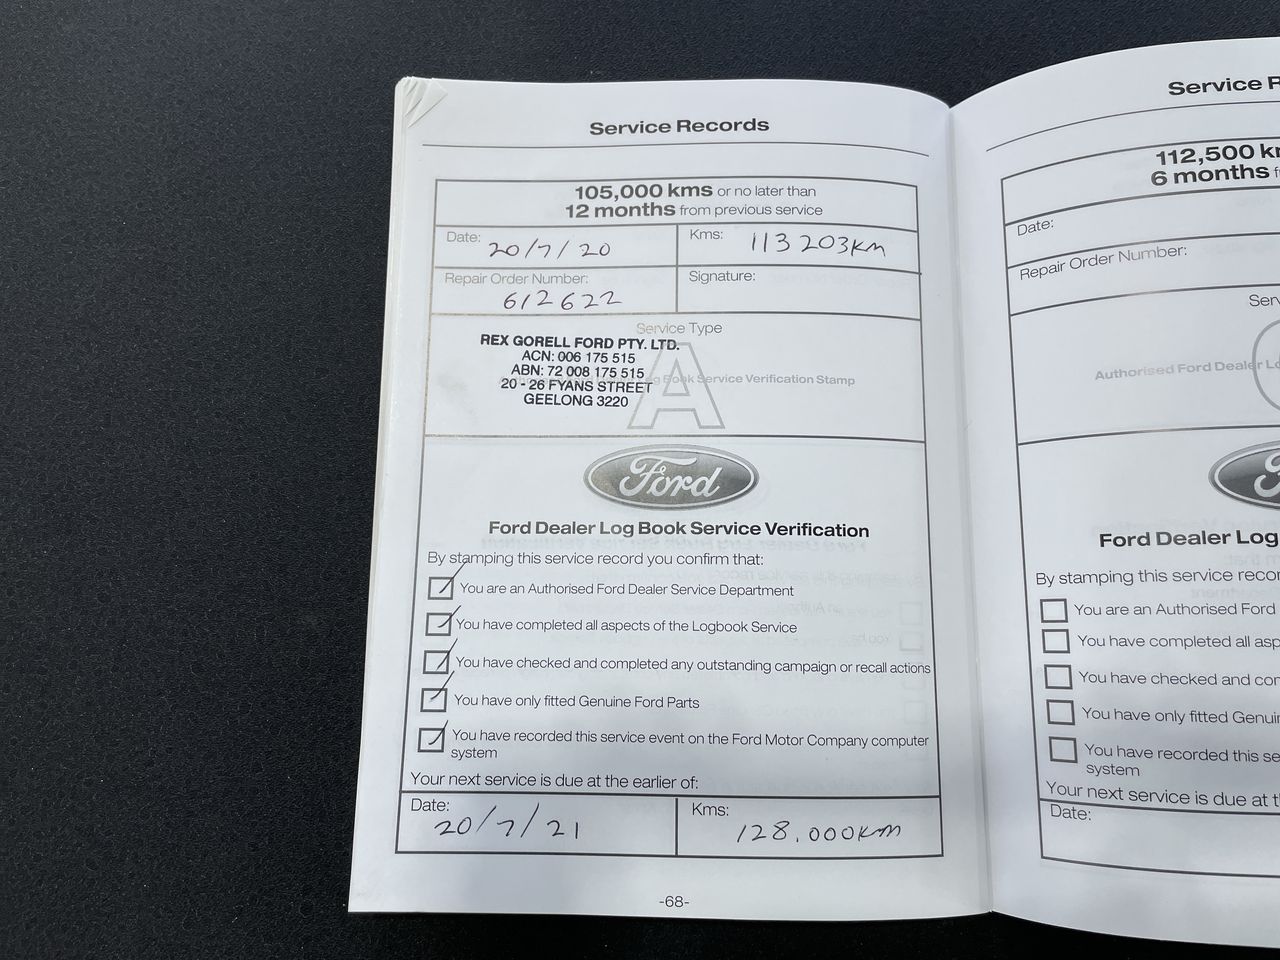 Service Records
105,000 kms or no later than
12 months from previous service
Date: 20/7/20
Kms: 113 203km
Repair Order Number: 612622
Signature:
Service Type
REX GORELL FORD PTY. LTD.
ACN: 006 175 515
ABN: 72 008 175 515
20 - 26 FYANS STREET
GEELONG 3220
Book Service Verification Stamp
A
Ford
Ford Dealer Log Book Service Verification
By stamping this service record you confirm that:
You are an Authorised Ford Dealer Service Department
You have completed all aspects of the Logbook Service
You have checked and completed any outstanding campaign or recall actions
You have only fitted Genuine Ford Parts
You have recorded this service event on the Ford Motor Company computer
system
Your next service is due at the earlier of:
Date: 20/7/21
Kms: 128.000km
-68-
Service R
112,500 k
6 months
Date:
Repair Order Number:
Ser
Authorised Ford Dealer Lo
Ford Dealer Log
By stamping this service recor
You are an Authorised Ford
You have completed all asp
You have checked and con
You have only fitted Genui
You have recorded this se
system
Your next service is due at t
Date: